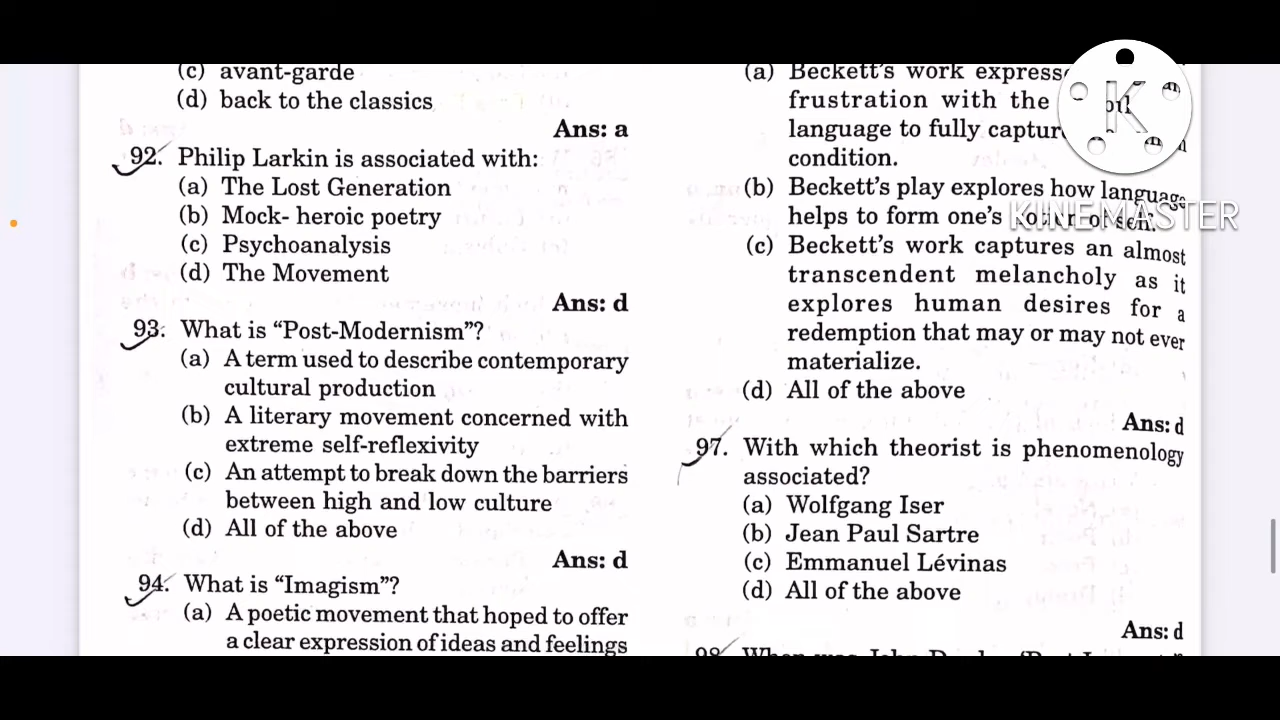 (c) avant-garde
(d) back to the classics
Ans: a
92. Philip Larkin is associated with:
(a) The Lost Generation
(b) Mock- heroic poetry
(c) Psychoanalysis
(d) The Movement
Ans: d
93. What is “Post-Modernism”?
(a) A term used to describe contemporary
cultural production
(b) A literary movement concerned with
extreme self-reflexivity
(c) An attempt to break down the barriers
between high and low culture
(d) All of the above
Ans: d
94. What is “Imagism”?
(a) A poetic movement that hoped to offer
a clear expression of ideas and feelings
(a) Beckett’s work
frustration with the
language to fully
condition.
(b) Beckett’s play explores how language
helps to form one’s
(c) Beckett’s work captures an almost
transcendent melancholy as it
explores human desires for a
redemption that may or may not ever
materialize.
(d) All of the above
Ans: d
97. With which theorist is phenomenology
associated?
(a) Wolfgang Iser
(b) Jean Paul Sartre
(c) Emmanuel Lévinas
(d) All of the above
Ans: d
K
KINEMASTER